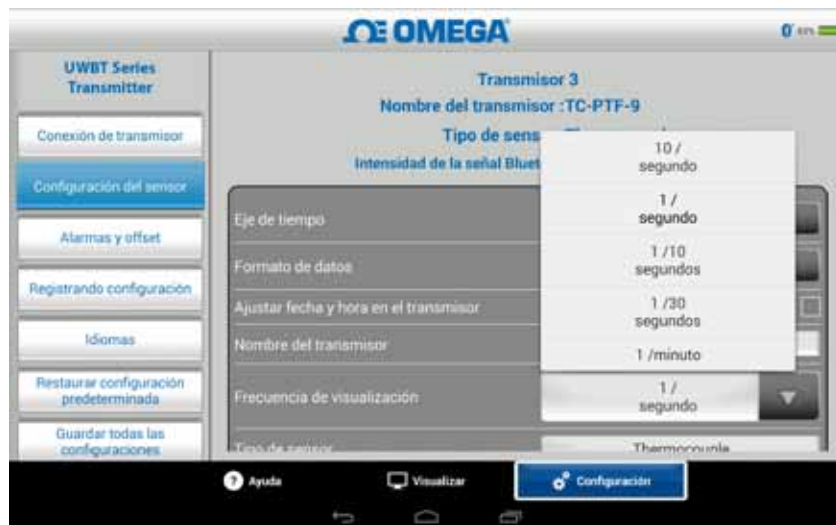 OMEGA
UWBT Series
Transmitter
Conexión de transmisor
Configuración del sensor
Alarmas y offset
Registrando configuración
Idiomas
Restaurar configuración
predeterminada
Guardar todas las
configuraciones
Transmisor 3
Nombre del transmisor :TC-PTF-9
Tipo de sens
Intensidad de la señal Bluet
Eje de tiempo
Formato de datos
Ajustar fecha y hora en el transmisor
Nombre del transmisor
Frecuencia de visualización
Tipo de sensor
10 /
segundo
1 /
segundo
1 /10
segundos
1 /30
segundos
1 /minuto
1 /
segundo
Thermocouple
? Ayuda
Visualizar
Configuración